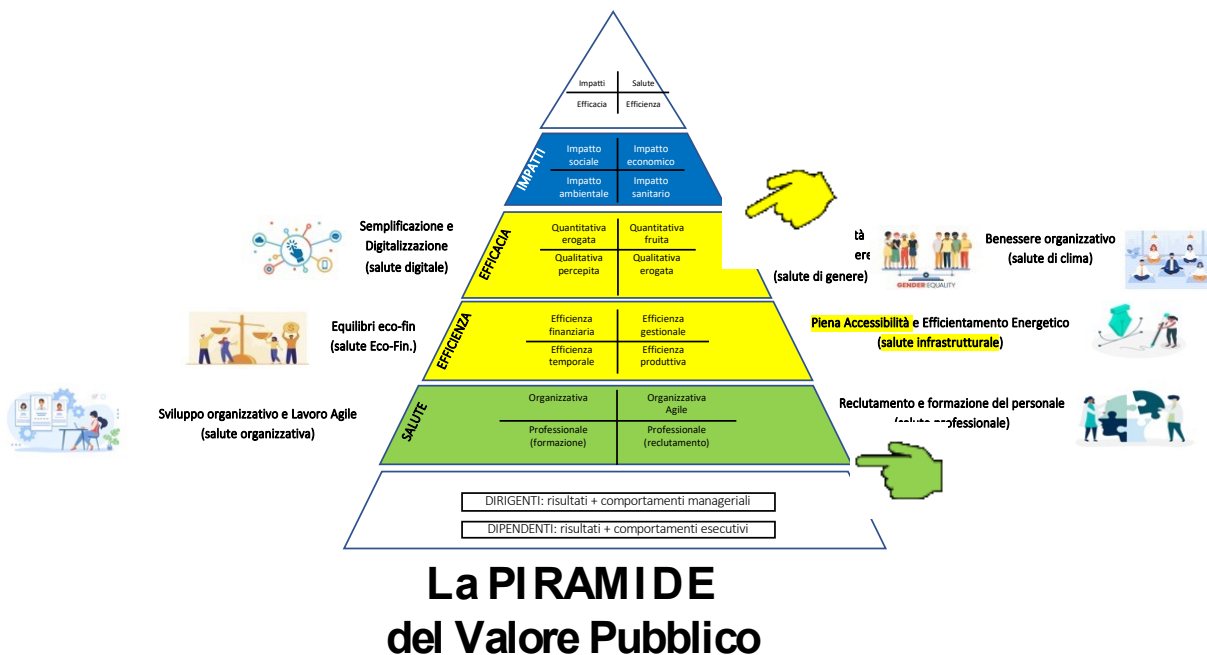 Impatti
Salute
Efficacia
Efficienza
IMPATTI
Impatto
sociale
Impatto
economico
Impatto
ambientale
Impatto
sanitario
Semplificazione e
Digitalizzazione
(salute digitale)
EFFICACIA
Quantitativa
erogata
Quantitativa
fruita
Qualitativa
percepita
Qualitativa
erogata
(salute di genere)
GENDER EQUALITY
Benessere organizzativo
(salute di clima)
Equilibri eco-fin
(salute Eco-Fin.)
EFFICIENZA
Efficienza
finanziaria
Efficienza
gestionale
Efficienza
temporale
Efficienza
produttiva
Piena Accessibilità e Efficientamento Energetico
(salute infrastrutturale)
Sviluppo organizzativo e Lavoro Agile
(salute organizzativa)
SALUTE
Organizzativa
Organizzativa
Agile
Professionale
(formazione)
Professionale
(reclutamento)
Reclutamento e formazione del personale
(salute professionale)
DIRIGENTI: risultati + comportamenti manageriali
DIPENDENTI: risultati + comportamenti esecutivi
La PIRAMIDE
del Valore Pubblico